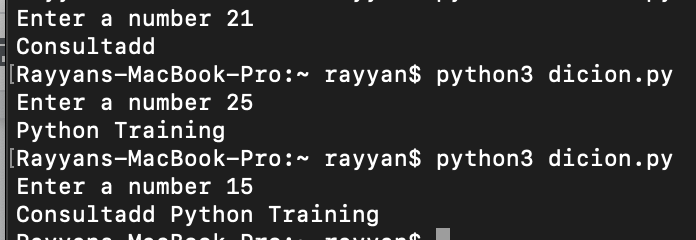 Enter a number 21
Consultadd
[Rayyans-MacBook-Pro:~ rayyan$ python3 dicion.py
Enter a number 25
Python Training
[Rayyans-MacBook-Pro:~ rayyan$ python3 dicion.py
Enter a number 15
Consultadd Python Training
Rayyans-MacBook-Pro:~ rayyan$